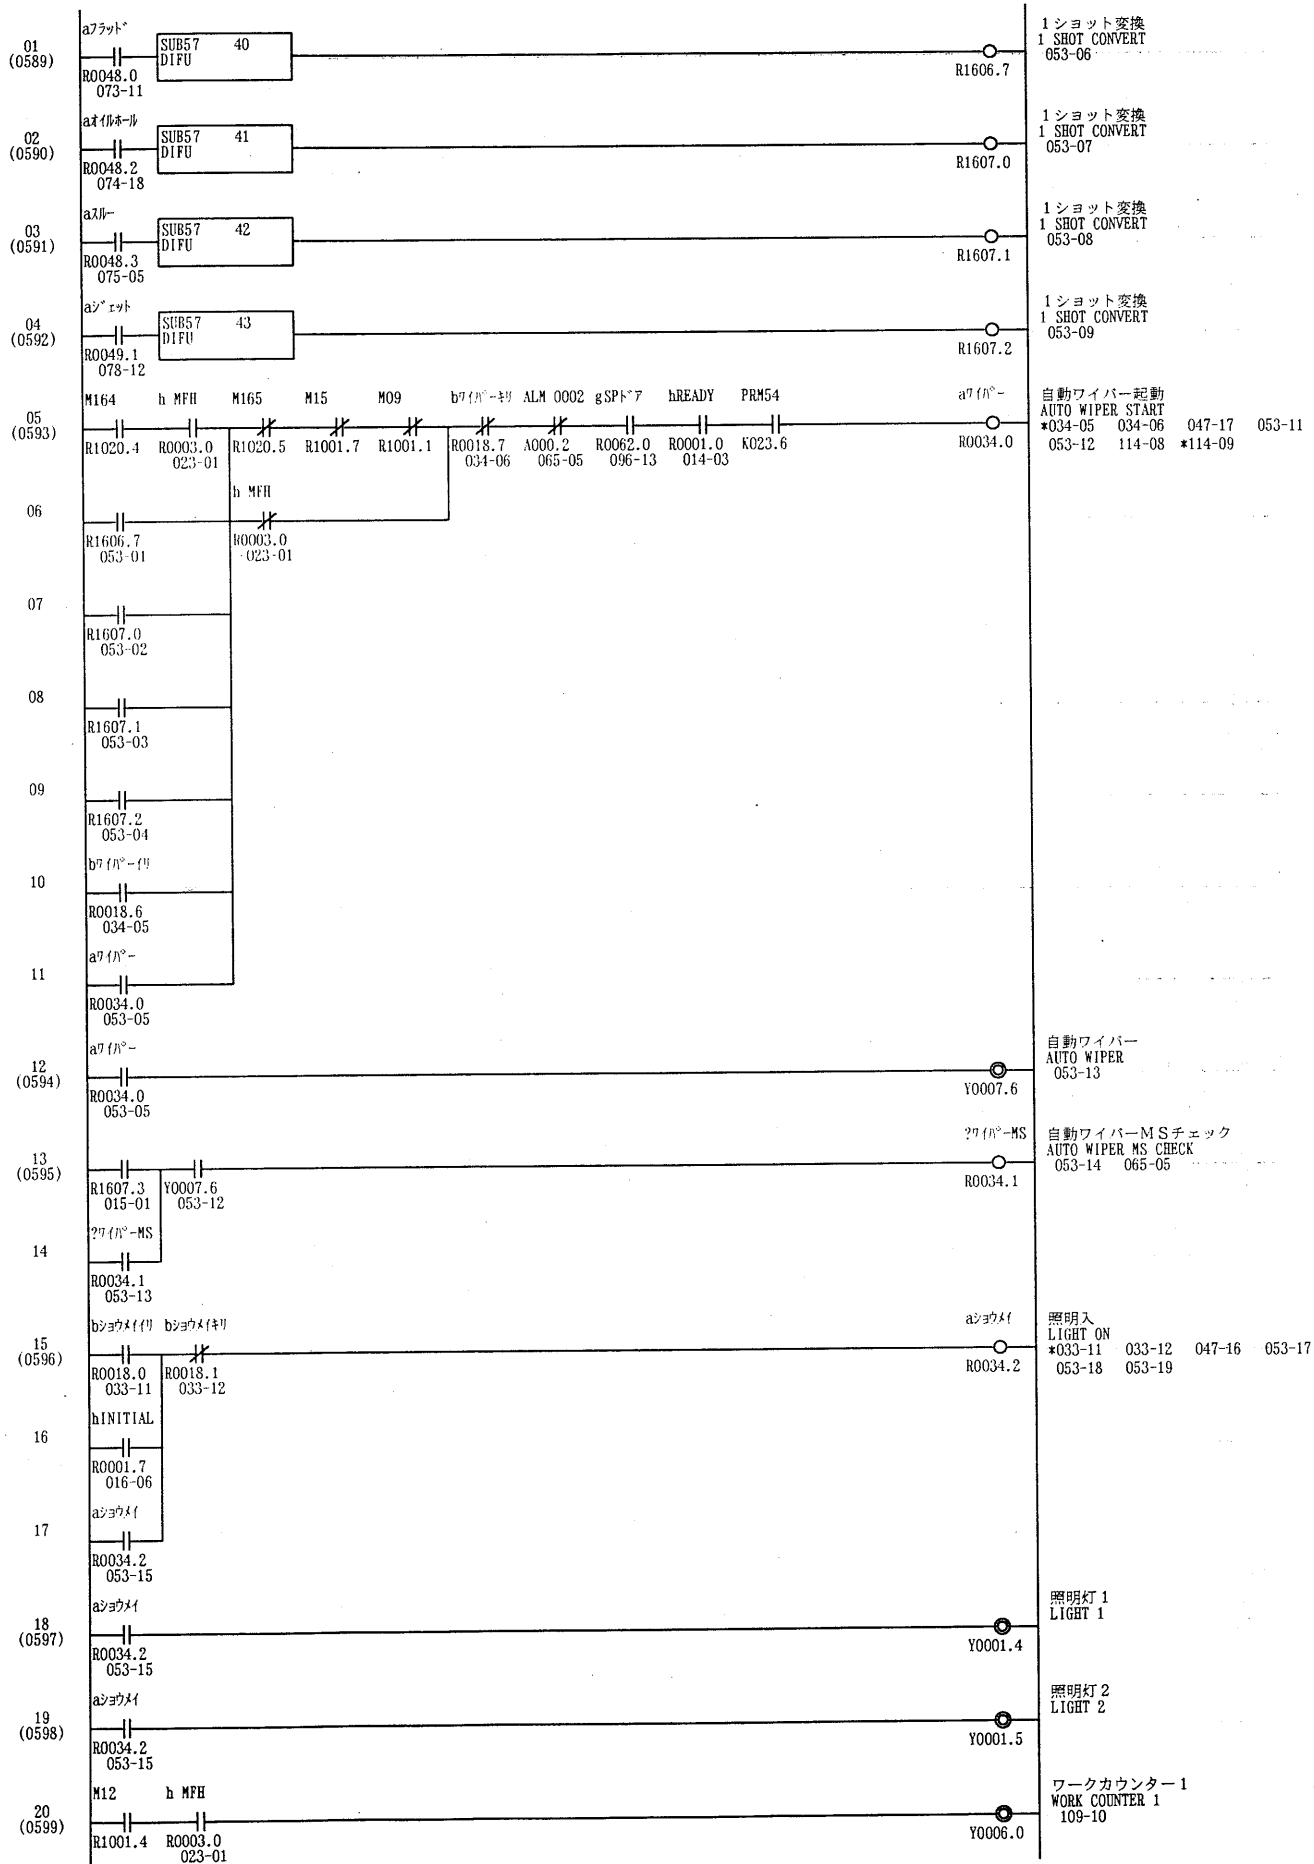 aフラッド
01
(0589)
SUB57 40
DIFU
R0048.0
073-11
R1606.7
1ショット変換
1 SHOT CONVERT
053-06
aオイルホール
02
(0590)
SUB57 41
DIFU
R0048.2
074-18
R1607.0
1ショット変換
1 SHOT CONVERT
053-07
aスルー
03
(0591)
SUB57 42
DIFU
R0048.3
075-05
R1607.1
1ショット変換
1 SHOT CONVERT
053-08
aジェット
04
(0592)
SUB57 43
DIFU
R0049.1
078-12
R1607.2
1ショット変換
1 SHOT CONVERT
053-09
M164 h MFH M165 M15 M09 bワイパーキリ ALM 0002 gSPドア hREADY PRM54 aワイパー
05
(0593)
R1020.4 R0003.0 R1020.5 R1001.7 R1001.1 R0018.7 A000.2 R0062.0 R0001.0 K023.6 R0034.0
023-01 034-06 065-05 096-13 014-03
自動ワイパー起動
AUTO WIPER START
*034-05 034-06 047-17 053-11
053-12 114-08 *114-09
h MFH
06
R1606.7 R0003.0
053-01 023-01
07
R1607.0
053-02
08
R1607.1
053-03
09
R1607.2
053-04
bワイパーイリ
10
R0018.6
034-05
aワイパー
11
R0034.0
053-05
aワイパー
12
(0594)
R0034.0
053-05
Y0007.6
自動ワイパー
AUTO WIPER
053-13
?ワイパーMS
13
(0595)
R1607.3 Y0007.6
015-01 053-12
R0034.1
自動ワイパーMSチェック
AUTO WIPER MS CHECK
053-14 065-05
?ワイパーMS
14
R0034.1
053-13
bショウメイイリ bショウメイキリ aショウメイ
15
(0596)
R0018.0 R0018.1
033-11 033-12
R0034.2
照明入
LIGHT ON
*033-11 033-12 047-16 053-17
053-18 053-19
hINITIAL
16
R0001.7
016-06
aショウメイ
17
R0034.2
053-15
aショウメイ
18
(0597)
R0034.2
053-15
Y0001.4
照明灯1
LIGHT 1
aショウメイ
19
(0598)
R0034.2
053-15
Y0001.5
照明灯2
LIGHT 2
M12 h MFH
20
(0599)
R1001.4 R0003.0
023-01
Y0006.0
ワークカウンター1
WORK COUNTER 1
109-10